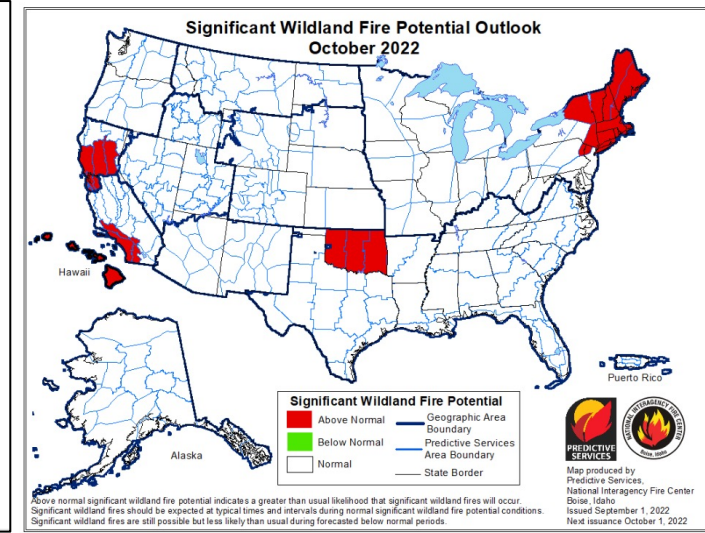 Significant Wildland Fire Potential Outlook
October 2022
Hawaii
Alaska
Puerto Rico
Significant Wildland Fire Potential
Above Normal
Below Normal
Normal
Geographic Area
Boundary
Predictive Services
Area Boundary
State Border
PREDICTIVE
SERVICES
NATIONAL INTERAGENCY FIRE CENTER
Boise, Idaho
Map produced by
Predictive Services,
National Interagency Fire Center
Boise, Idaho
Issued September 1, 2022
Next issuance October 1, 2022
Above normal significant wildland fire potential indicates a greater than usual likelihood that significant wildland fires will occur.
Significant wildland fires should be expected at typical times and intervals during normal significant wildland fire potential conditions.
Significant wildland fires are still possible but less likely than usual during forecasted below normal periods.